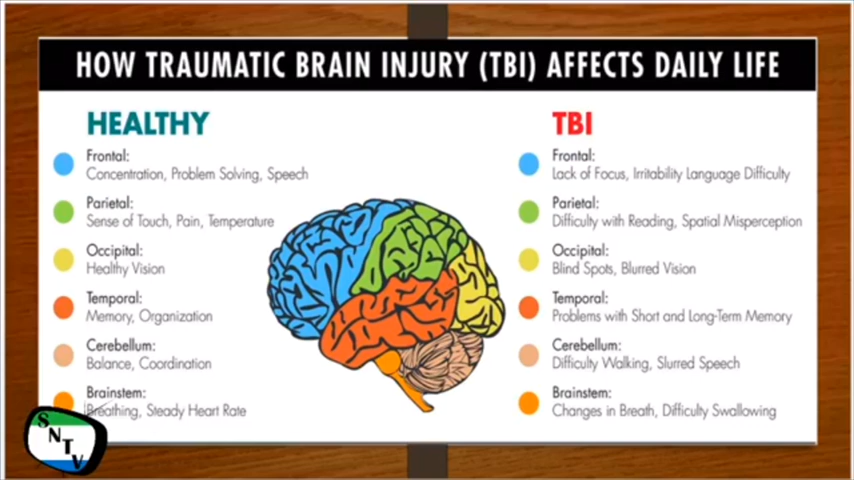 HOW TRAUMATIC BRAIN INJURY (TBI) AFFECTS DAILY LIFE
HEALTHY
Frontal:
Concentration, Problem Solving, Speech
Parietal:
Sense of Touch, Pain, Temperature
Occipital:
Healthy Vision
Temporal:
Memory, Organization
Cerebellum:
Balance, Coordination
Brainstem:
Breathing, Steady Heart Rate
TBI
Frontal:
Lack of Focus, Irritability Language Difficulty
Parietal:
Difficulty with Reading, Spatial Misperception
Occipital:
Blind Spots, Blurred Vision
Temporal:
Problems with Short and Long-Term Memory
Cerebellum:
Difficulty Walking, Slurred Speech
Brainstem:
Changes in Breath, Difficulty Swallowing
SNTV